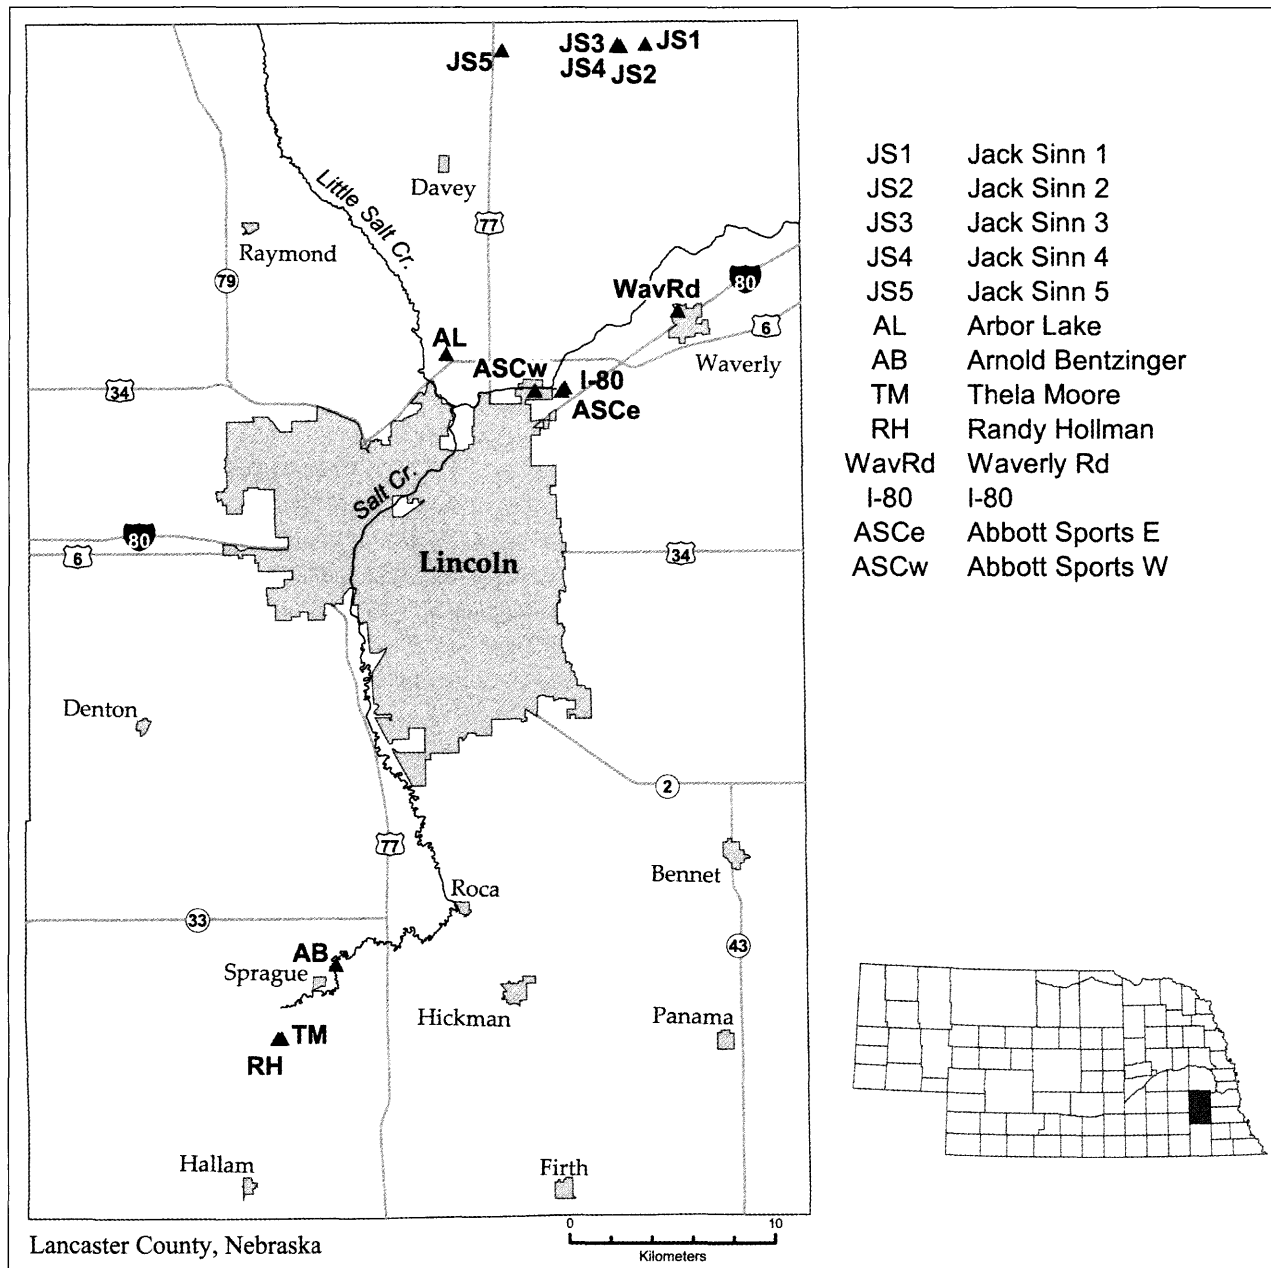 JS3 JS1
JS5 JS4 JS2
Davey
Little Salt Cr.
77
Raymond
79
80
WavRd
6
AL
Waverly
ASCw
I-80
34
ASCe
Salt Cr.
80
6
Lincoln
34
Denton
2
77
Bennet
Roca
33
43
AB
Sprague
Hickman
Panama
TM
RH
Hallam
Firth
0 10
Kilometers
Lancaster County, Nebraska
JS1 Jack Sinn 1
JS2 Jack Sinn 2
JS3 Jack Sinn 3
JS4 Jack Sinn 4
JS5 Jack Sinn 5
AL Arbor Lake
AB Arnold Bentzinger
TM Thela Moore
RH Randy Hollman
WavRd Waverly Rd
I-80 I-80
ASCe Abbott Sports E
ASCw Abbott Sports W